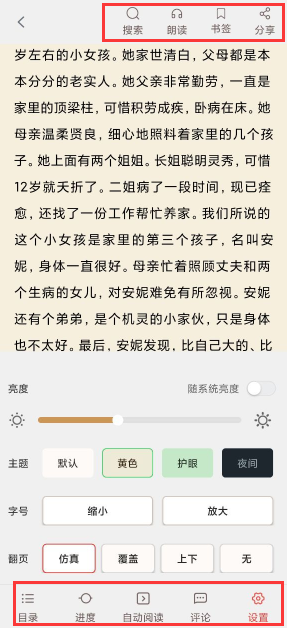 搜索 朗读 书签 分享
岁左右的小女孩。她家世清白，父母都是本
本分分的老实人。她父亲非常勤劳，一直是
家里的顶梁柱，可惜积劳成疾，卧病在床。她
母亲温柔贤良，细心地照料着家里的几个孩
子。她上面有两个姐姐。长姐聪明灵秀，可惜
12岁就夭折了。二姐病了一段时间，现已痊
愈，还找了一份工作帮忙养家。我们所说的
这个小女孩是家里的第三个孩子，名叫安
妮，身体一直很好。母亲忙着照顾丈夫和两
个生病的女儿，对安妮难免有所忽视。安妮
还有个弟弟，是个机灵的小家伙，只是身体
也不太好。最后，安妮发现，比自己大的、比
亮度 随系统亮度
主题 默认 黄色 护眼 夜间
字号 缩小 放大
翻页 仿真 覆盖 上下 无
目录 进度 自动阅读 评论 设置